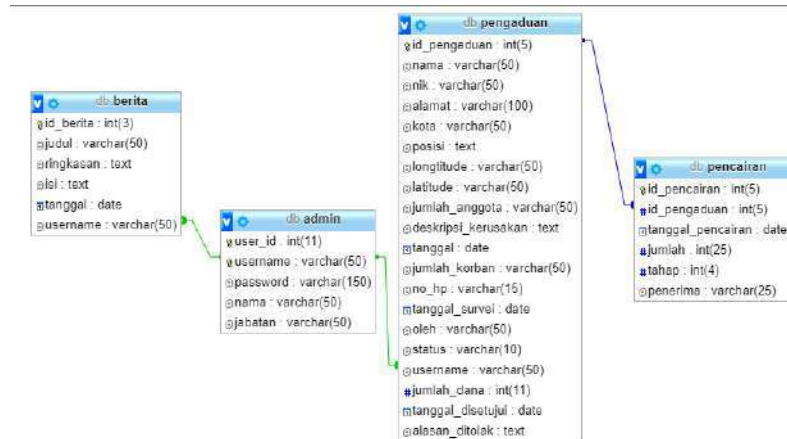 db berita
id_berita : int(3)
judul : varchar(50)
ringkasan : text
isi : text
tanggal : date
username : varchar(50)
db admin
user_id : int(11)
username : varchar(50)
password : varchar(150)
nama : varchar(50)
jabatan : varchar(50)
db pengaduan
id_pengaduan : int(5)
nama : varchar(50)
nik : varchar(50)
alamat : varchar(100)
kota : varchar(50)
posisi : text
longtitude : varchar(50)
latitude : varchar(50)
jumlah_anggota : varchar(50)
deskripsi_kerusakan : text
tanggal : date
jumlah_korban : varchar(50)
no_hp : varchar(15)
tanggal_survei : date
oleh : varchar(50)
status : varchar(10)
username : varchar(50)
#jumlah_dana : int(11)
tanggal_disetujui : date
alasan_ditolak : text
db pencairan
id_pencairan : int(5)
#id_pengaduan : int(5)
tanggal_pencairan : date
#jumlah : int(25)
#tahap : int(4)
penerima : varchar(25)